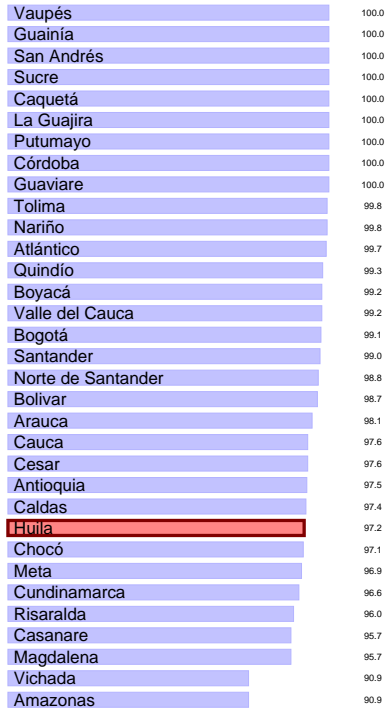 Vaupés 100.0
Guainía 100.0
San Andrés 100.0
Sucre 100.0
Caquetá 100.0
La Guajira 100.0
Putumayo 100.0
Córdoba 100.0
Guaviare 100.0
Tolima 99.8
Nariño 99.8
Atlántico 99.7
Quindío 99.3
Boyacá 99.2
Valle del Cauca 99.2
Bogotá 99.1
Santander 99.0
Norte de Santander 98.8
Bolivar 98.7
Arauca 98.1
Cauca 97.6
Cesar 97.6
Antioquia 97.5
Caldas 97.4
Huila 97.2
Chocó 97.1
Meta 96.9
Cundinamarca 96.6
Risaralda 96.0
Casanare 95.7
Magdalena 95.7
Vichada 90.9
Amazonas 90.9